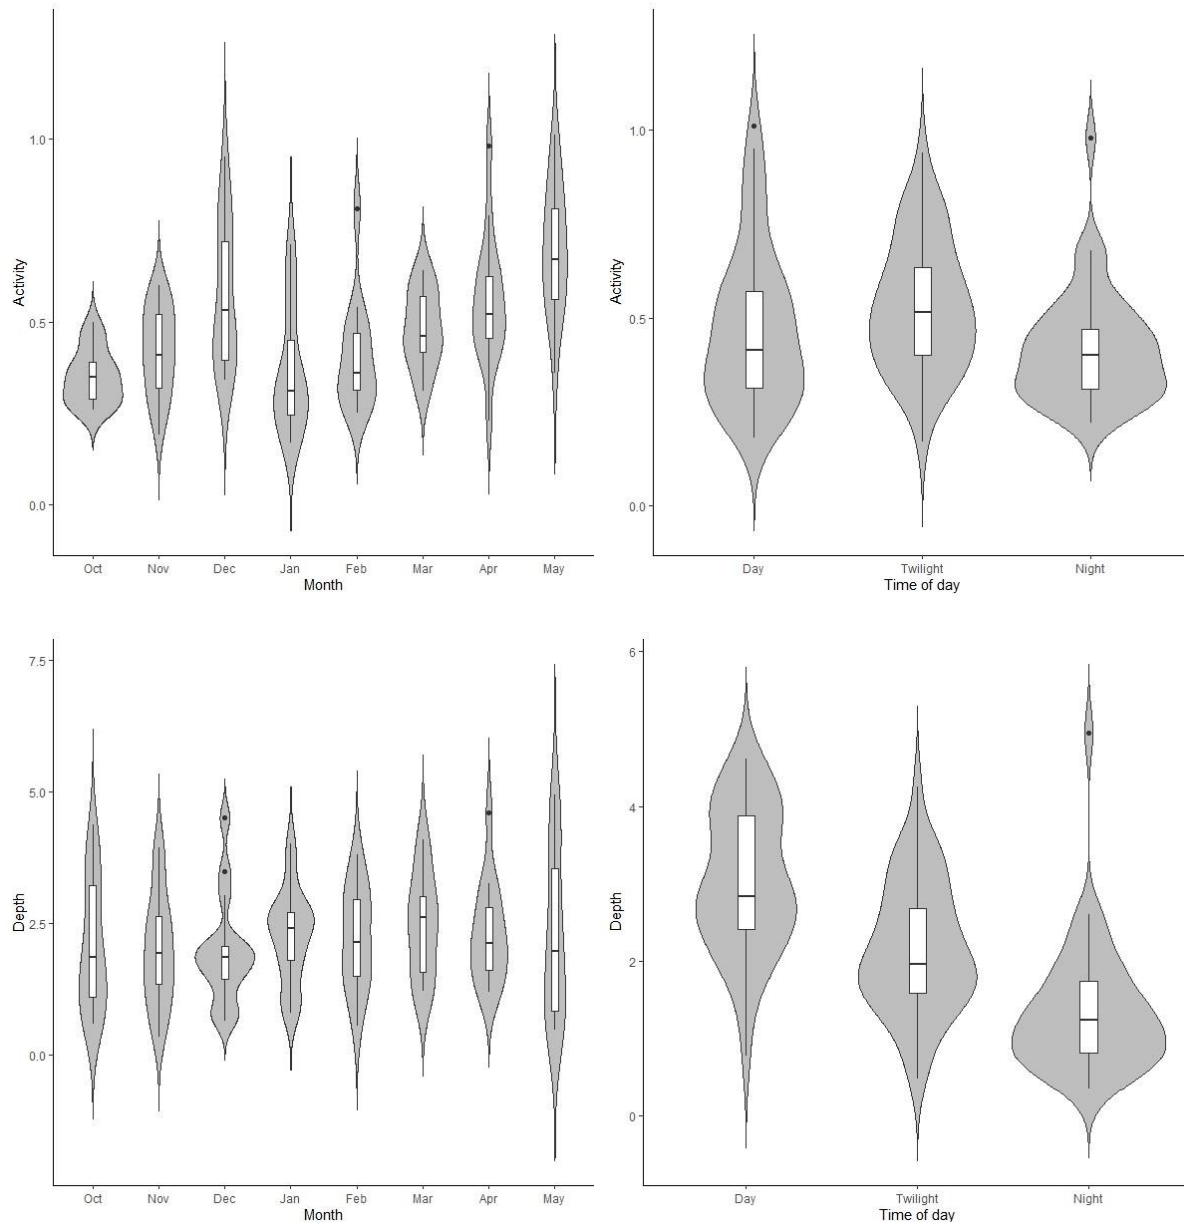 Activity
1.0
0.5
0.0
Oct Nov Dec Jan Feb Mar Apr May
Month
Activity
1.0
0.5
0.0
Day Twilight Night
Time of day
Depth
7.5
5.0
2.5
0.0
Oct Nov Dec Jan Feb Mar Apr May
Month
Depth
6
4
2
0
Day Twilight Night
Time of day